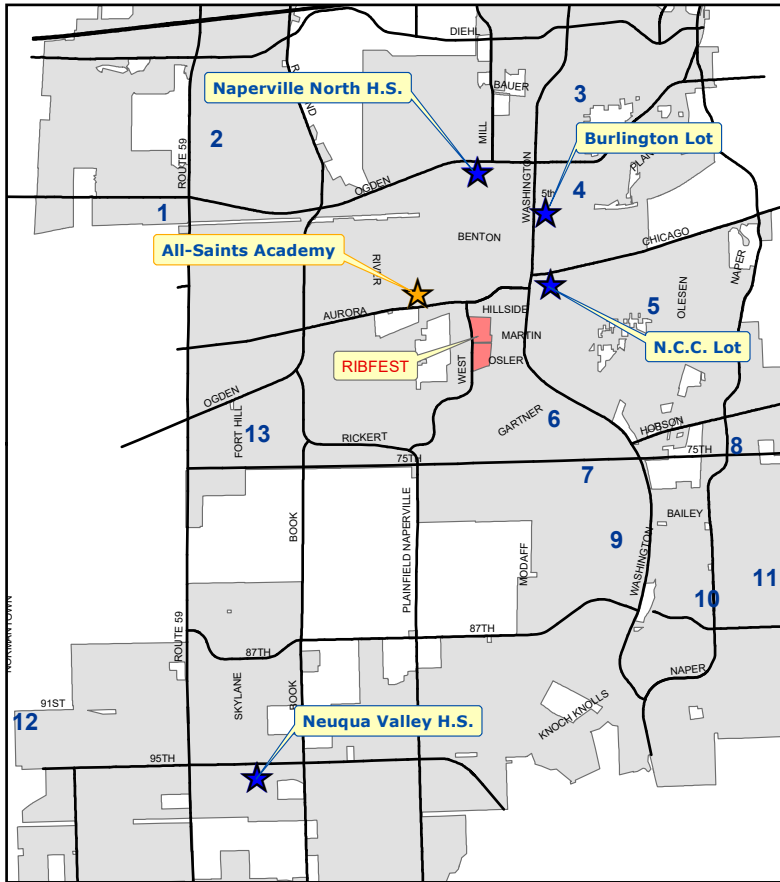 DIEHL
BAUER
3
Naperville North H.S.
2
MILL
WASHINGTON
Burlington Lot
ROUTE 59
OGDEN
5th
4
1
BENTON
CHICAGO
All-Saints Academy
RIVER
NAPER
AURORA
HILLSIDE
5
OLESEN
MARTIN
N.C.C. Lot
RIBFEST
WEST
OSLER
OGDEN
FORT HILL
13
RICKERT
GARTNER
6
HOBSON
8
75TH
75TH
7
BOOK
PLAINFIELD NAPERVILLE
MODAFF
9
WASHINGTON
BAILEY
10
11
NORMANTOWN
ROUTE 59
87TH
87TH
NAPER
91ST
12
SKYLANE
BOOK
Neuqua Valley H.S.
KNOCH KNOLLS
95TH